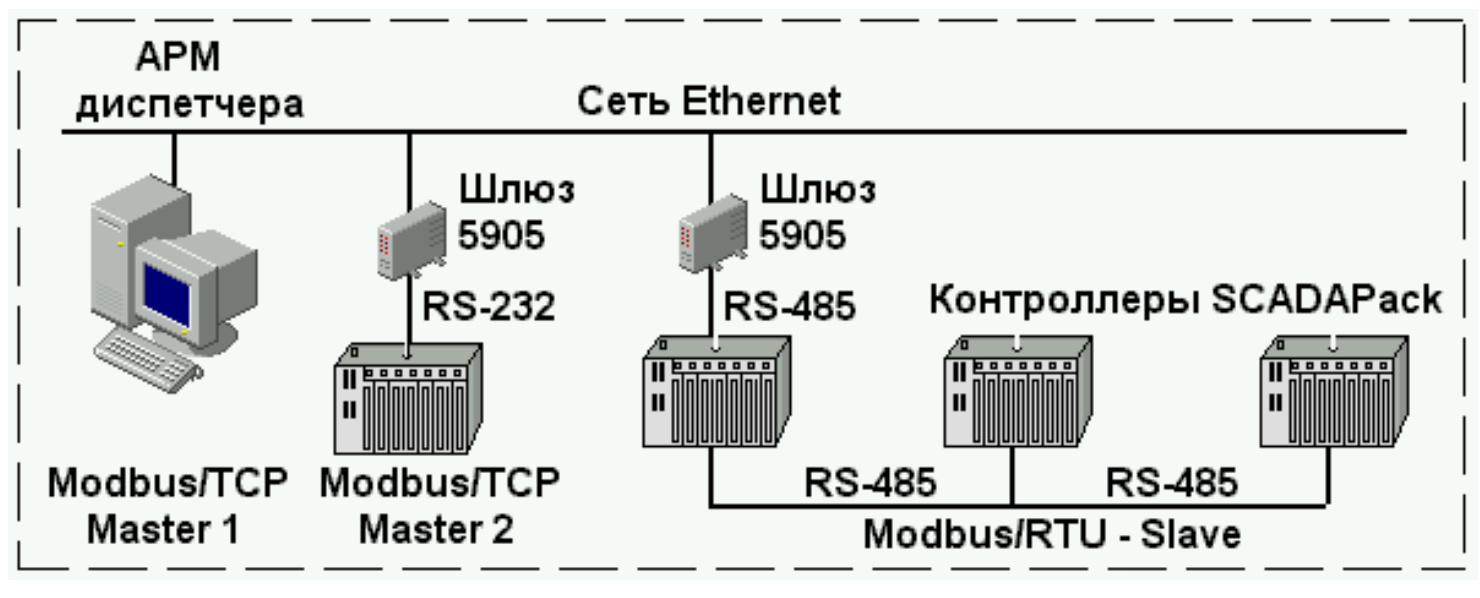 АРМ
диспетчера
Сеть Ethernet
Шлюз
5905
Шлюз
5905
RS-232
RS-485
Контроллеры SCADAPack
Modbus/TCP
Master 1
Modbus/TCP
Master 2
RS-485
RS-485
Modbus/RTU - Slave